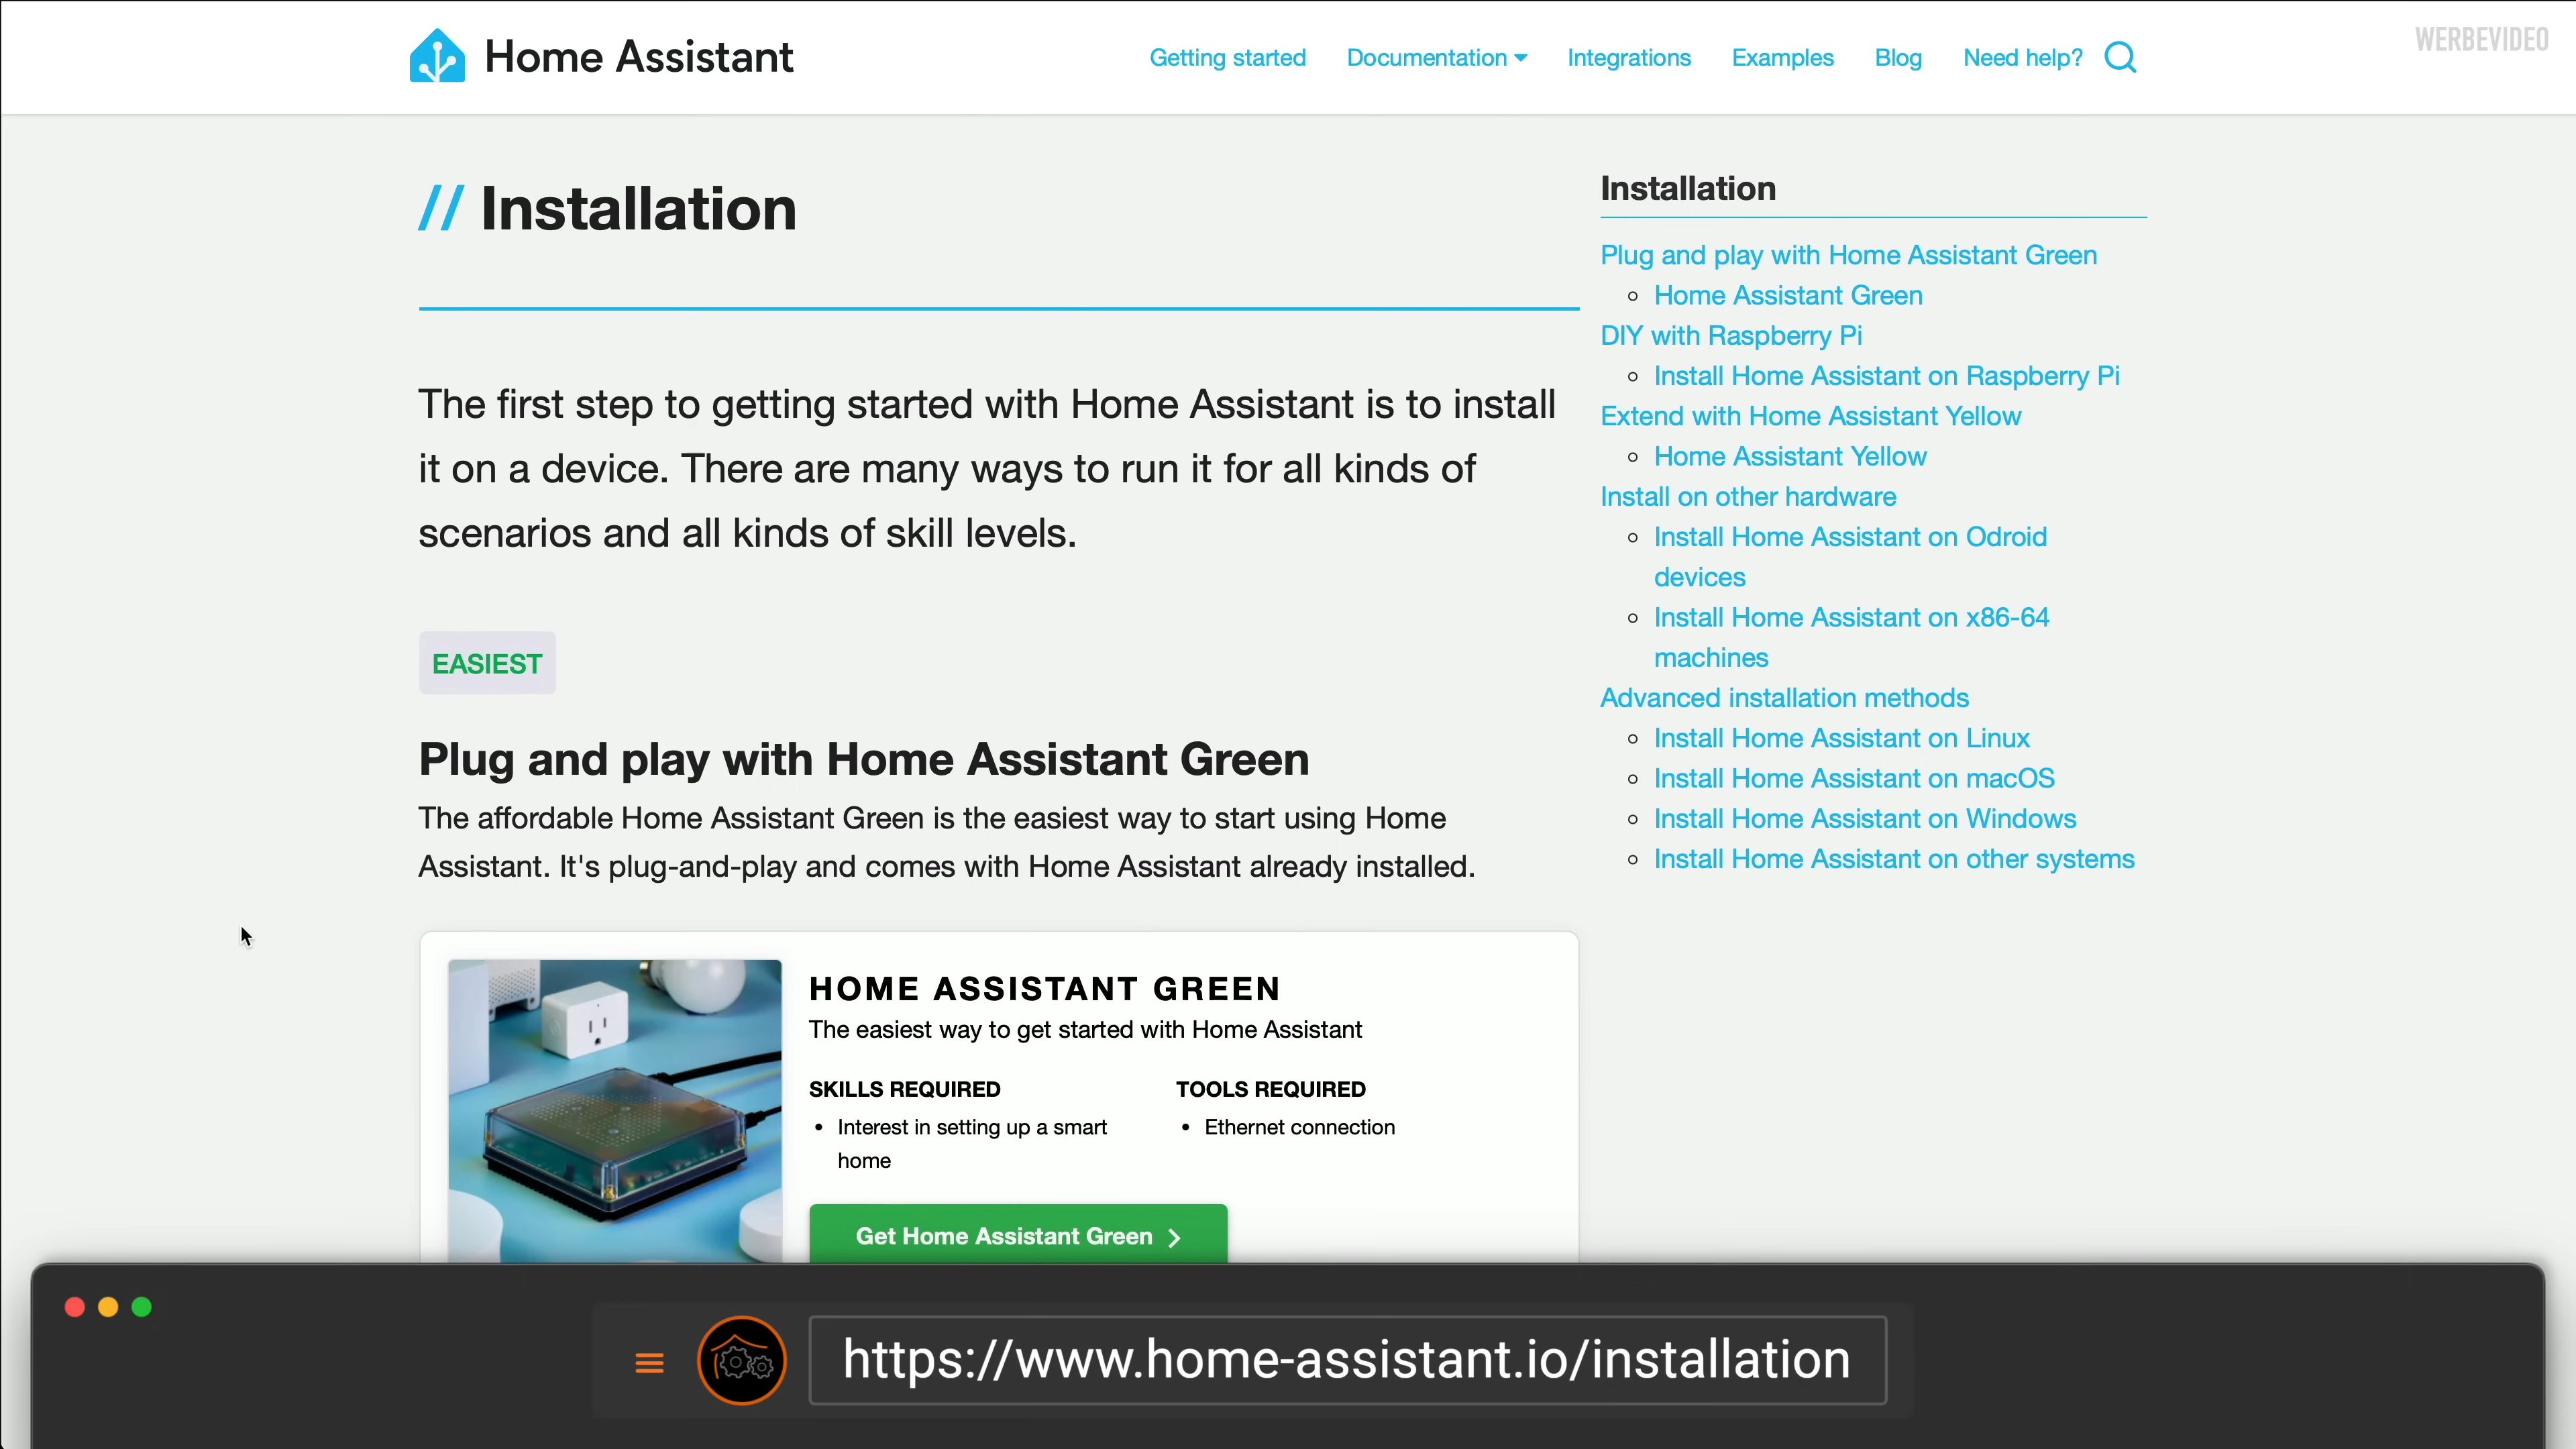 Home Assistant
Getting started
Documentation
Integrations
Examples
Blog
Need help?
WERBEVIDEO
// Installation
The first step to getting started with Home Assistant is to install
it on a device. There are many ways to run it for all kinds of
scenarios and all kinds of skill levels.
EASIEST
Plug and play with Home Assistant Green
The affordable Home Assistant Green is the easiest way to start using Home
Assistant. It's plug-and-play and comes with Home Assistant already installed.
HOME ASSISTANT GREEN
The easiest way to get started with Home Assistant
SKILLS REQUIRED
• Interest in setting up a smart
home
TOOLS REQUIRED
• Ethernet connection
Get Home Assistant Green
Installation
Plug and play with Home Assistant Green
Home Assistant Green
DIY with Raspberry Pi
Install Home Assistant on Raspberry Pi
Extend with Home Assistant Yellow
Home Assistant Yellow
Install on other hardware
Install Home Assistant on Odroid
devices
Install Home Assistant on x86-64
machines
Advanced installation methods
Install Home Assistant on Linux
Install Home Assistant on macOS
Install Home Assistant on Windows
Install Home Assistant on other systems
https://www.home-assistant.io/installation